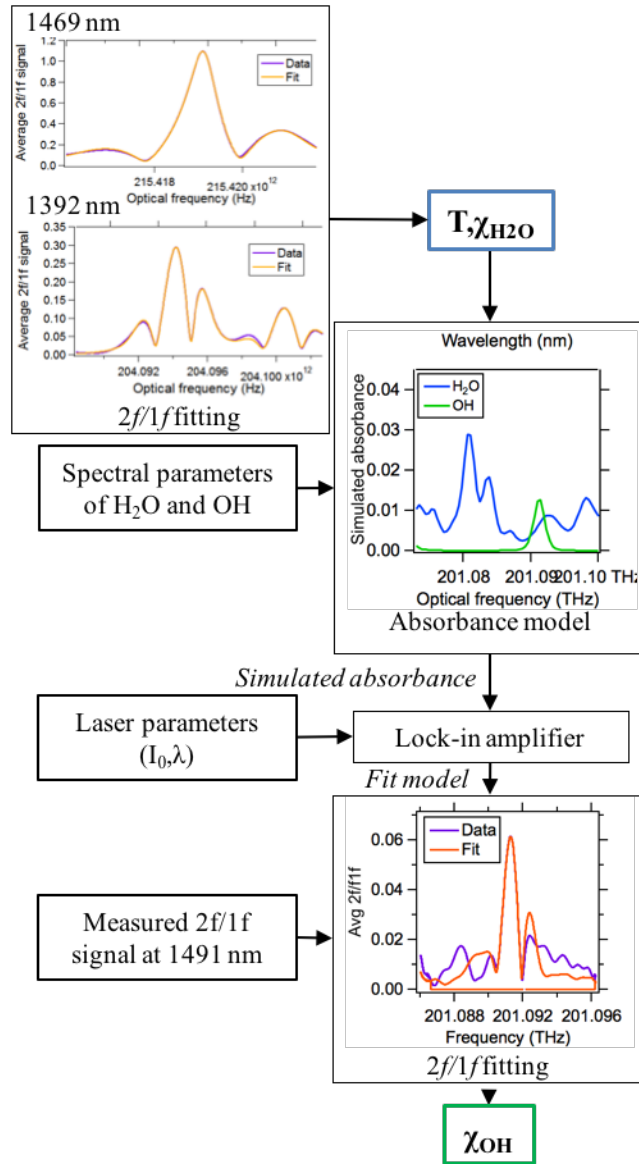 1469 nm
Average 2f/1f signal
1.2
1.0
0.8
0.6
0.4
0.2
0.0
Data
Fit
215.418
215.420 x10¹²
Optical frequency (Hz)
1392 nm
Average 2f/1f signal
0.35
0.30
0.25
0.20
0.15
0.10
0.05
0.00
Data
Fit
204.092
204.096
204.100 x10¹²
Optical frequency (Hz)
2f/1f fitting
T,χH2O
Spectral parameters
of H₂O and OH
Wavelength (nm)
Simulated absorbance
0.04
0.03
0.02
0.01
0.00
H₂O
OH
201.08
201.09
201.10 THz
Optical frequency (THz)
Absorbance model
Simulated absorbance
Laser parameters
(I₀,λ)
Lock-in amplifier
Fit model
Measured 2f/1f
signal at 1491 nm
Avg 2f/f1f
0.06
0.04
0.02
0.00
Data
Fit
201.088
201.092
201.096
Frequency (THz)
2f/1f fitting
χOH